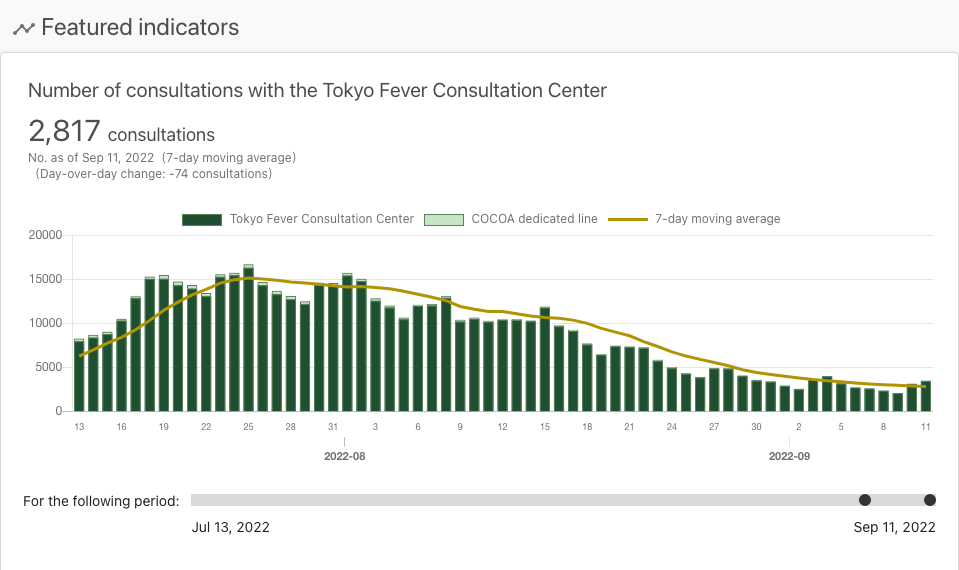 Featured indicators
Number of consultations with the Tokyo Fever Consultation Center
2,817 consultations
No. as of Sep 11, 2022 (7-day moving average)
(Day-over-day change: -74 consultations)
Tokyo Fever Consultation Center COCOA dedicated line 7-day moving average
20000
15000
10000
5000
0
13 16 19 22 25 28 31 3 6 9 12 15 18 21 24 27 30 2 5 8 11
2022-08 2022-09
For the following period:
Jul 13, 2022 Sep 11, 2022